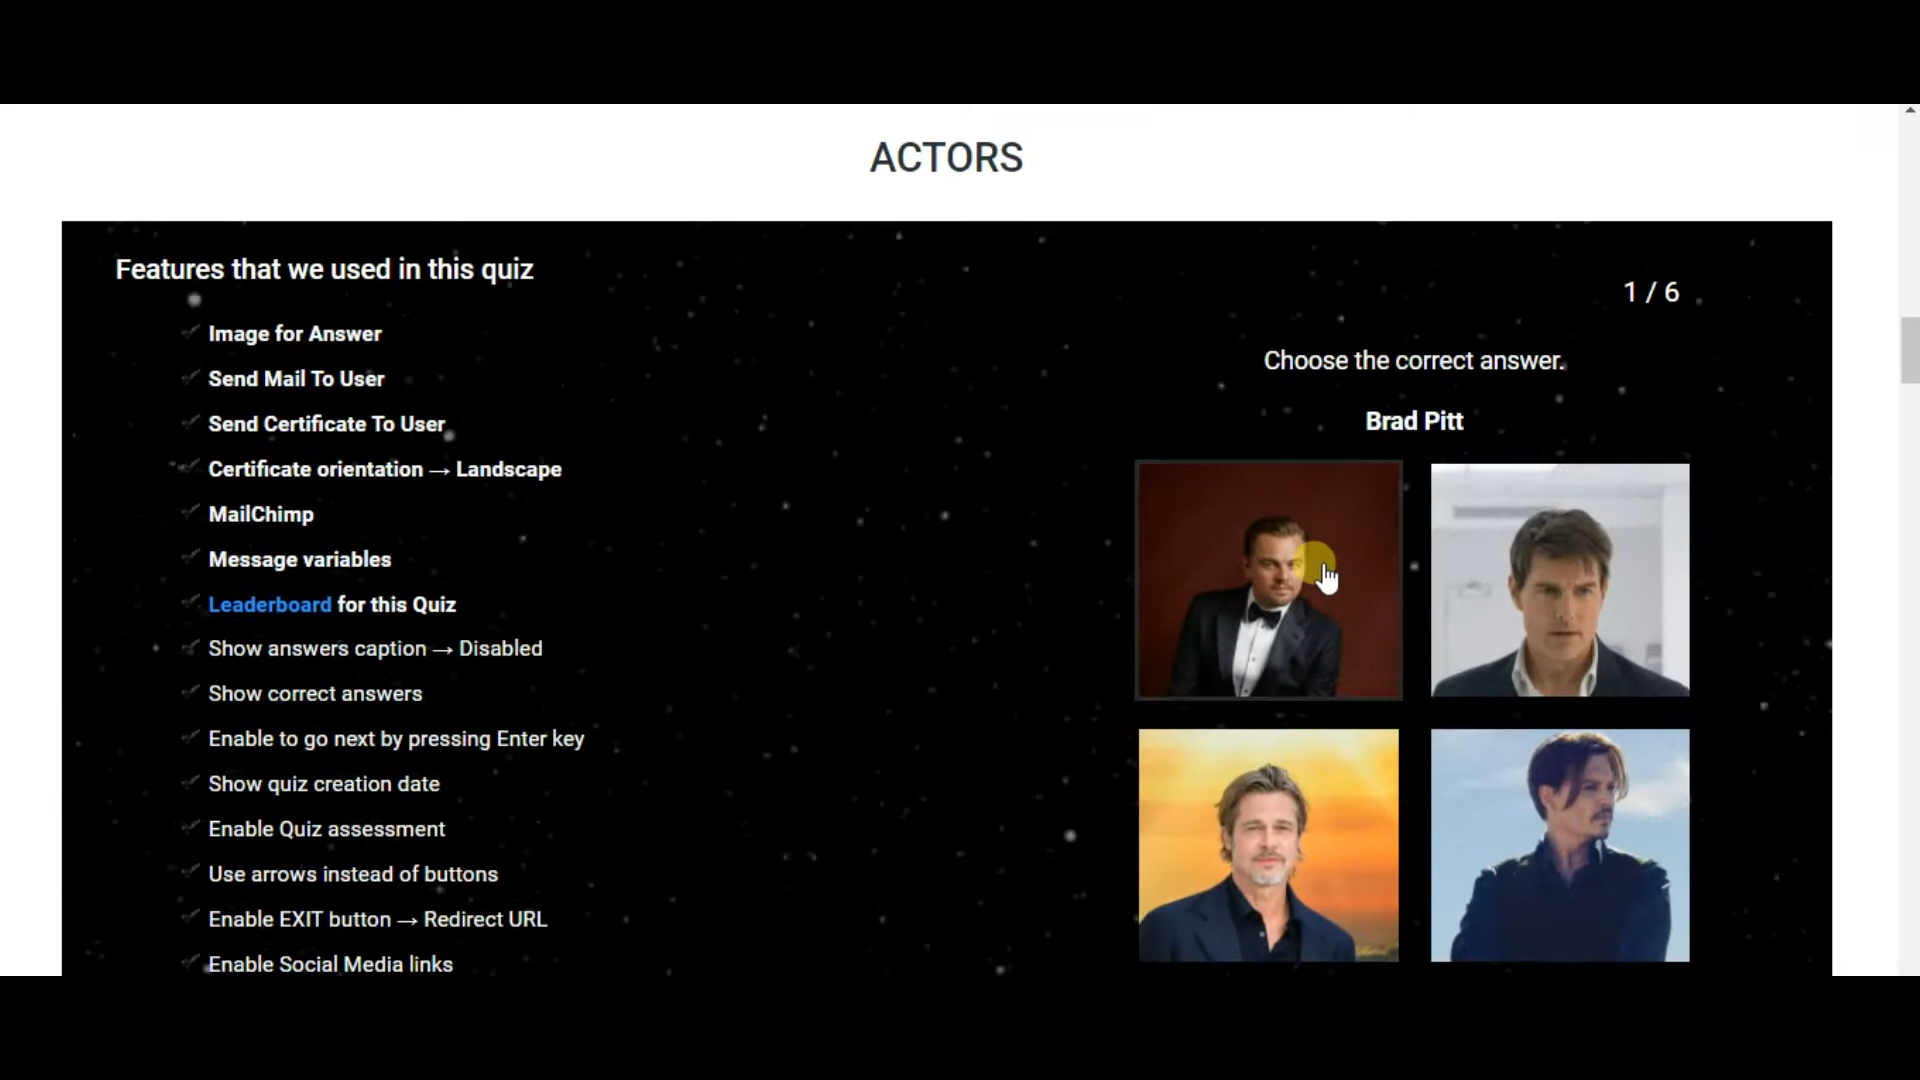 ACTORS
Features that we used in this quiz
Image for Answer
Send Mail To User
Send Certificate To User
Certificate orientation → Landscape
MailChimp
Message variables
Leaderboard for this Quiz
Show answers caption → Disabled
Show correct answers
Enable to go next by pressing Enter key
Show quiz creation date
Enable Quiz assessment
Use arrows instead of buttons
Enable EXIT button → Redirect URL
Enable Social Media links
1 / 6
Choose the correct answer.
Brad Pitt